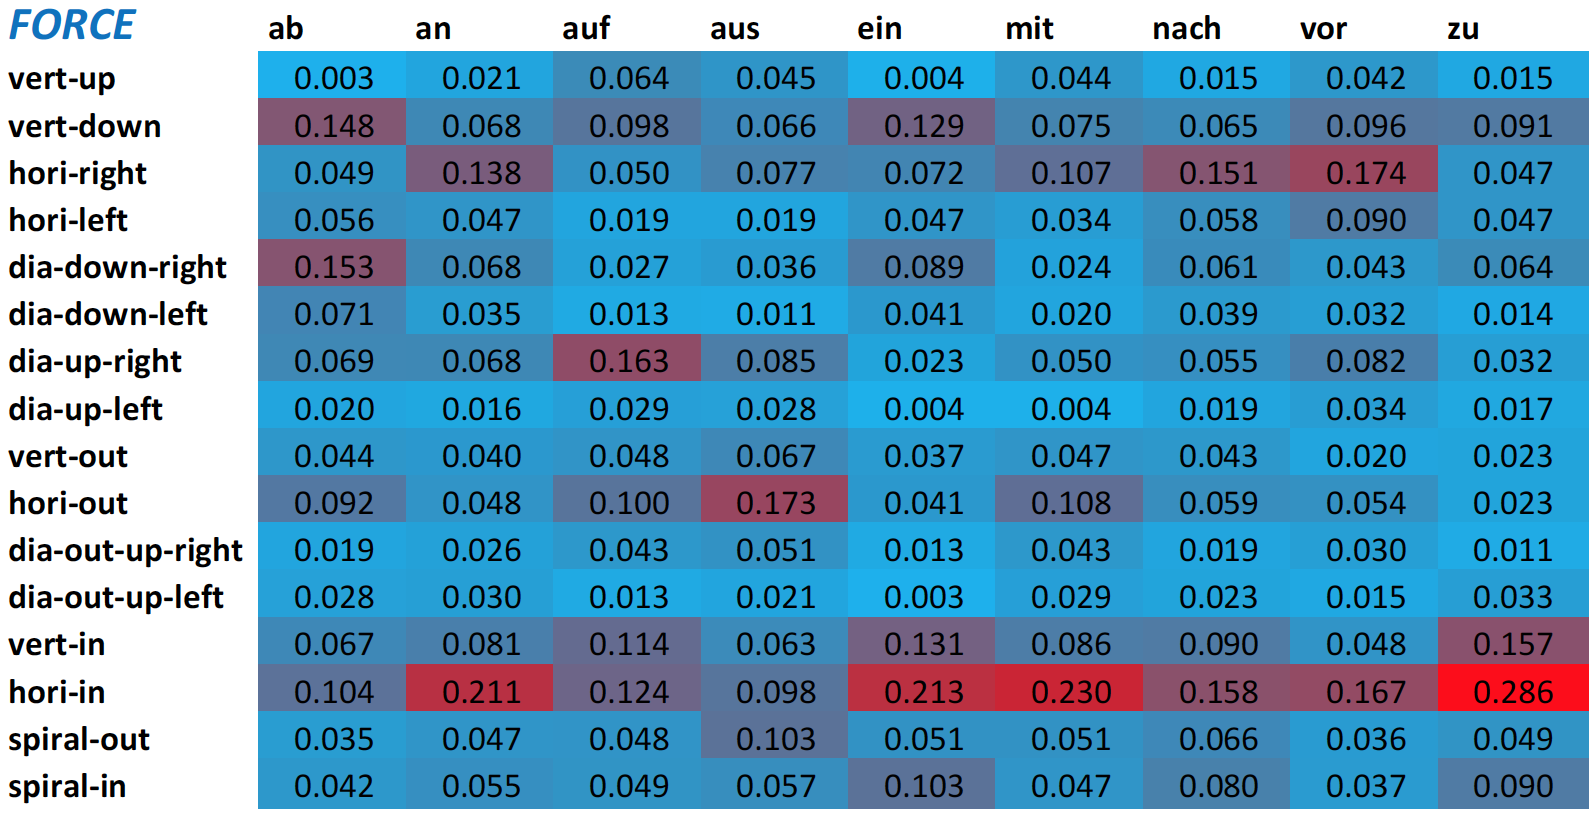 FORCE ab an auf aus ein mit nach vor zu
vert-up 0.003 0.021 0.064 0.045 0.004 0.044 0.015 0.042 0.015
vert-down 0.148 0.068 0.098 0.066 0.129 0.075 0.065 0.096 0.091
hori-right 0.049 0.138 0.050 0.077 0.072 0.107 0.151 0.174 0.047
hori-left 0.056 0.047 0.019 0.019 0.047 0.034 0.058 0.090 0.047
dia-down-right 0.153 0.068 0.027 0.036 0.089 0.024 0.061 0.043 0.064
dia-down-left 0.071 0.035 0.013 0.011 0.041 0.020 0.039 0.032 0.014
dia-up-right 0.069 0.068 0.163 0.085 0.023 0.050 0.055 0.082 0.032
dia-up-left 0.020 0.016 0.029 0.028 0.004 0.004 0.019 0.034 0.017
vert-out 0.044 0.040 0.048 0.067 0.037 0.047 0.043 0.020 0.023
hori-out 0.092 0.048 0.100 0.173 0.041 0.108 0.059 0.054 0.023
dia-out-up-right 0.019 0.026 0.043 0.051 0.013 0.043 0.019 0.030 0.011
dia-out-up-left 0.028 0.030 0.013 0.021 0.003 0.029 0.023 0.015 0.033
vert-in 0.067 0.081 0.114 0.063 0.131 0.086 0.090 0.048 0.157
hori-in 0.104 0.211 0.124 0.098 0.213 0.230 0.158 0.167 0.286
spiral-out 0.035 0.047 0.048 0.103 0.051 0.051 0.066 0.036 0.049
spiral-in 0.042 0.055 0.049 0.057 0.103 0.047 0.080 0.037 0.090